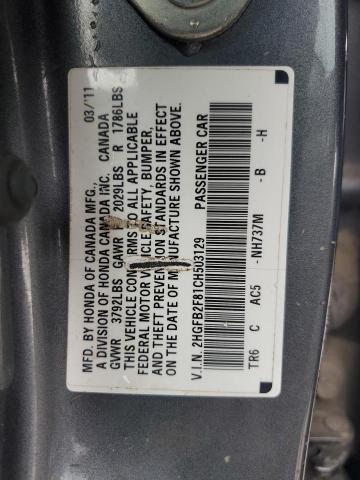 MFD. BY HONDA OF CANADA MFG., 03/'11
A DIVISION OF HONDA CANADA INC. CANADA
GVWR 3792LBS GAWR F 2029LBS R 1786LBS
THIS VEHICLE CONFORMS TO ALL APPLICABLE
FEDERAL MOTOR VEHICLE SAFETY, BUMPER,
AND THEFT PREVENTION STANDARDS IN EFFECT
ON THE DATE OF MANUFACTURE SHOWN ABOVE.
V.I.N. 2HGFB2F81CH503129 PASSENGER CAR
TR6 C AC5 -NH737M -B -H